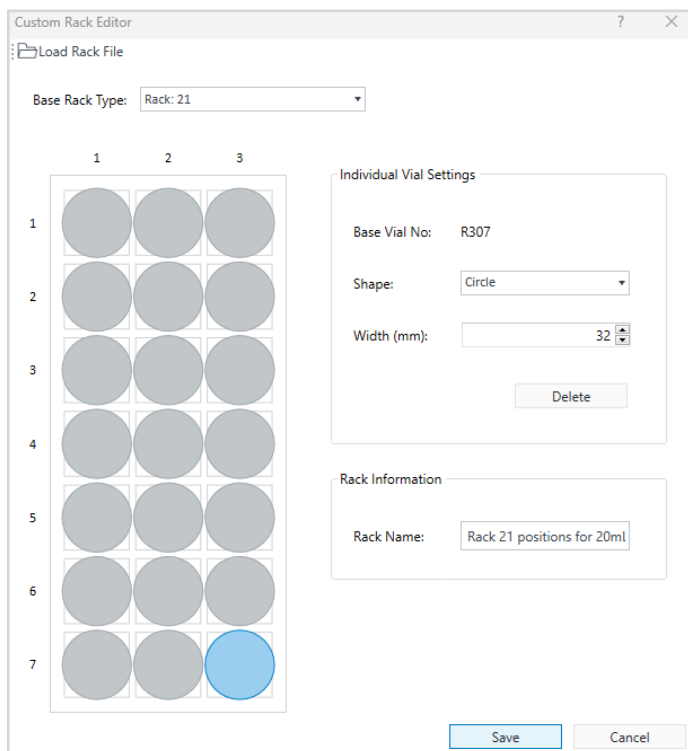 Custom Rack Editor ? ×
Load Rack File
Base Rack Type: Rack: 21
1 2 3
1
2
3
4
5
6
7
Individual Vial Settings
Base Vial No: R307
Shape: Circle
Width (mm): 32
Delete
Rack Information
Rack Name: Rack 21 positions for 20ml
Save Cancel